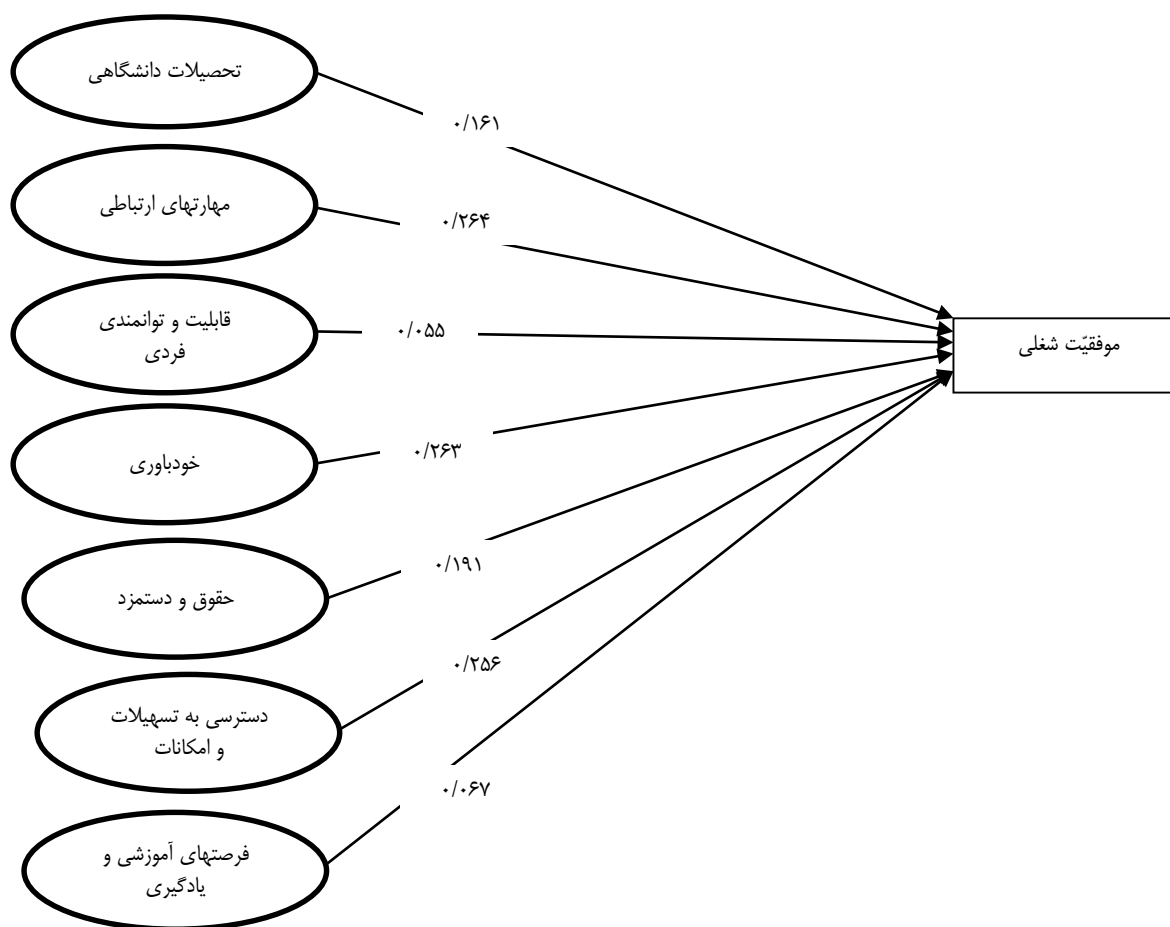 تحصیلات دانشگاهی
۰/۱۶۱
مهارتهای ارتباطی
۰/۲۶۴
قابلیت و توانمندی
فردی
۰/۰۵۵
موفقیّت شغلی
خودباوری
۰/۲۶۳
حقوق و دستمزد
۰/۱۹۱
دسترسی به تسهیلات
و امکانات
۰/۲۵۶
فرصتهای آموزشی و
یادگیری
۰/۰۶۷